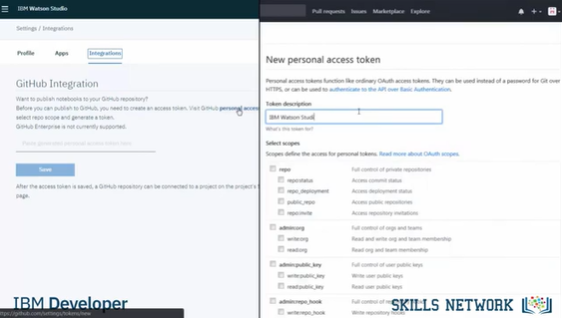 IBM Watson Studio
Settings / Integrations
Profile
Apps
Integrations
GitHub Integration
Want to publish notebooks to your GitHub repository?
Before you can publish to GitHub, you need to create an access token. Visit GitHub personal access
select repo scope and generate a token.
GitHub Enterprise is not currently supported.
Paste generated personal access token
Save
After the access token is saved, a GitHub repository can be connected to a project on the project's
page.
IBM Developer
https://github.com/settings/tokens/new
Pull requests Issues Marketplace Explore
New personal access token
Personal access tokens function like ordinary OAuth access tokens. They can be used instead of a password for Git over
HTTPS, or can be used to authenticate to the API over Basic Authentication.
Token description
IBM Watson Studi
What's this token for?
Select scopes
Scopes define the access for personal tokens. Read more about OAuth scopes.
repo Full control of private repositories
repo:status Access commit status
repo_deployment Access deployment status
public_repo Access public repositories
repo:invite Access repository invitations
admin:org Full control of orgs and teams
write:org Read and write org and team membership
read:org Read org and team membership
admin:public_key Full control of user public keys
write:public_key Write user public keys
read:public_key Read user public keys
admin:repo_hook Full control of
write:repo_hook Write
SKILLS NETWORK